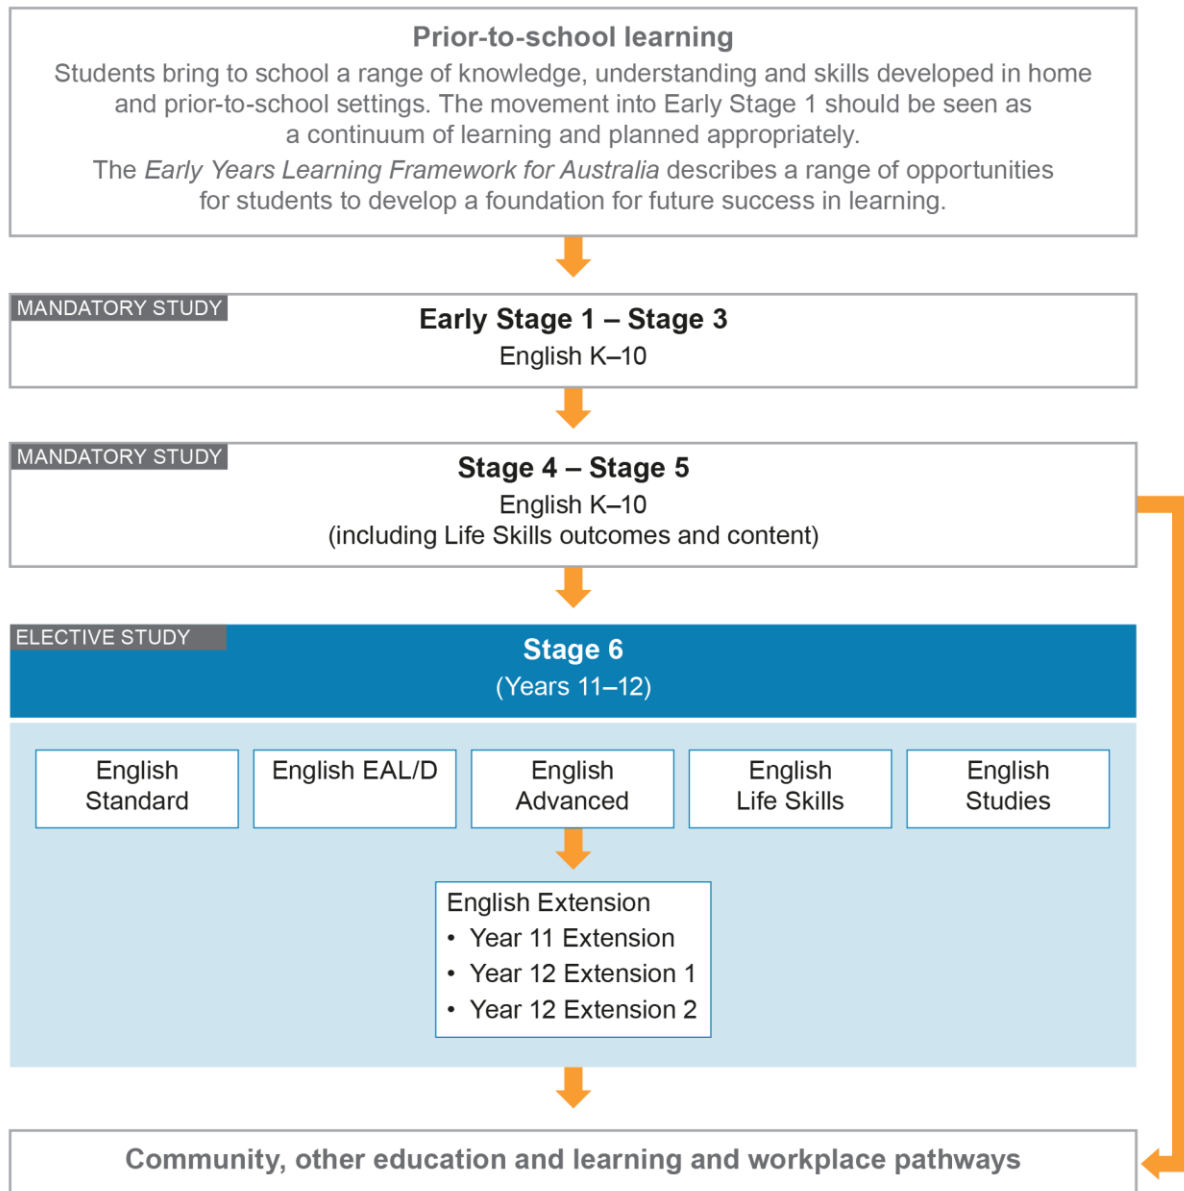 Prior-to-school learning
Students bring to school a range of knowledge, understanding and skills developed in home
and prior-to-school settings. The movement into Early Stage 1 should be seen as
a continuum of learning and planned appropriately.
The Early Years Learning Framework for Australia describes a range of opportunities
for students to develop a foundation for future success in learning.
MANDATORY STUDY
Early Stage 1 – Stage 3
English K–10
MANDATORY STUDY
Stage 4 – Stage 5
English K–10
(including Life Skills outcomes and content)
ELECTIVE STUDY
Stage 6
(Years 11–12)
English
Standard
English EAL/D
English
Advanced
English
Life Skills
English
Studies
English Extension
• Year 11 Extension
• Year 12 Extension 1
• Year 12 Extension 2
Community, other education and learning and workplace pathways